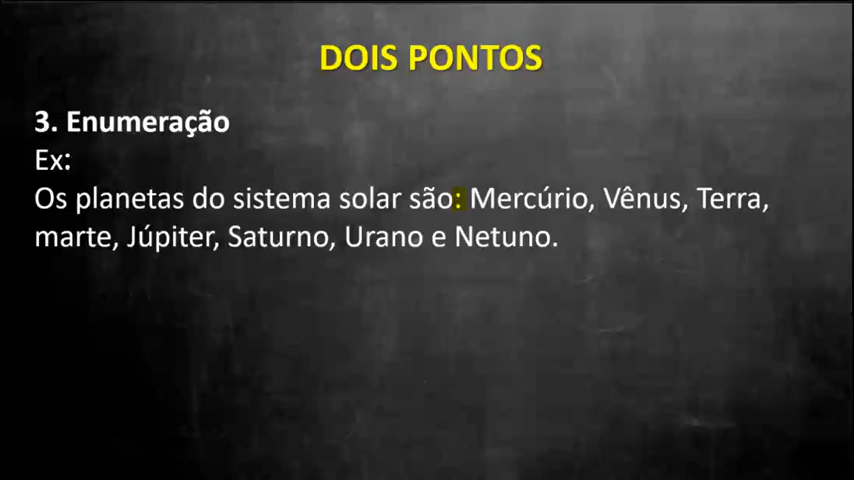 DOIS PONTOS
3. Enumeração
Ex:
Os planetas do sistema solar são: Mercúrio, Vênus, Terra,
marte, Júpiter, Saturno, Urano e Netuno.